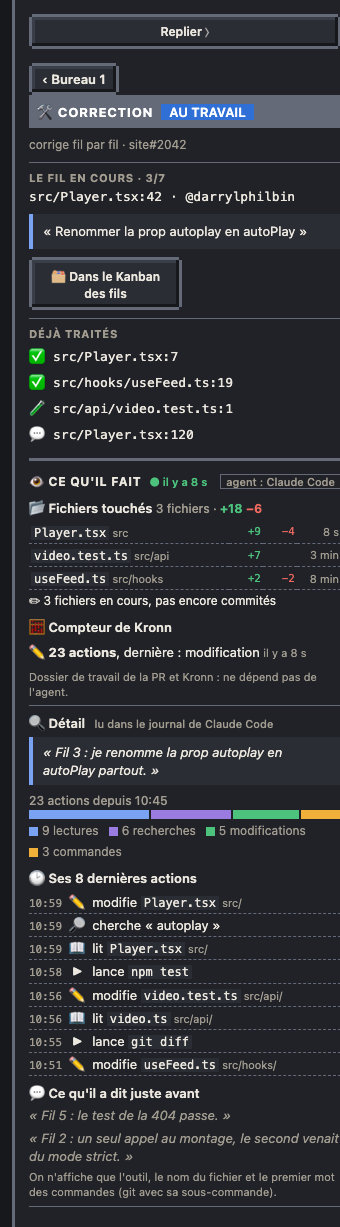 Replier ⟩
‹ Bureau 1
🛠️ CORRECTION AU TRAVAIL
corrige fil par fil · site#2042
LE FIL EN COURS · 3/7
src/Player.tsx:42 · @darrylphilbin
« Renommer la prop autoplay en autoPlay »
🗂️ Dans le Kanban
des fils
DÉJÀ TRAITÉS
✅ src/Player.tsx:7
✅ src/hooks/useFeed.ts:19
🧪 src/api/video.test.ts:1
💬 src/Player.tsx:120
👁️ CE QU'IL FAIT ● il y a 8 s agent : Claude Code
📂 Fichiers touchés 3 fichiers · +18 −6
Player.tsx src +9 −4 8 s
video.test.ts src/api +7 3 min
useFeed.ts src/hooks +2 −2 8 min
✏ 3 fichiers en cours, pas encore commités
🧮 Compteur de Kronn
✏️ 23 actions, dernière : modification il y a 8 s
Dossier de travail de la PR et Kronn : ne dépend pas de
l'agent.
🔍 Détail lu dans le journal de Claude Code
« Fil 3 : je renomme la prop autoplay en
autoPlay partout. »
23 actions depuis 10:45
9 lectures 6 recherches 5 modifications
3 commandes
🕒 Ses 8 dernières actions
10:59 ✏️ modifie Player.tsx src/
10:59 🔎 cherche « autoplay »
10:59 📖 lit Player.tsx src/
10:58 ▶ lance npm test
10:56 ✏️ modifie video.test.ts src/api/
10:56 📖 lit video.ts src/api/
10:55 ▶ lance git diff
10:51 ✏️ modifie useFeed.ts src/hooks/
💬 Ce qu'il a dit juste avant
« Fil 5 : le test de la 404 passe. »
« Fil 2 : un seul appel au montage, le second venait
du mode strict. »
On n'affiche que l'outil, le nom du fichier et le premier mot
des commandes (git avec sa sous-commande).